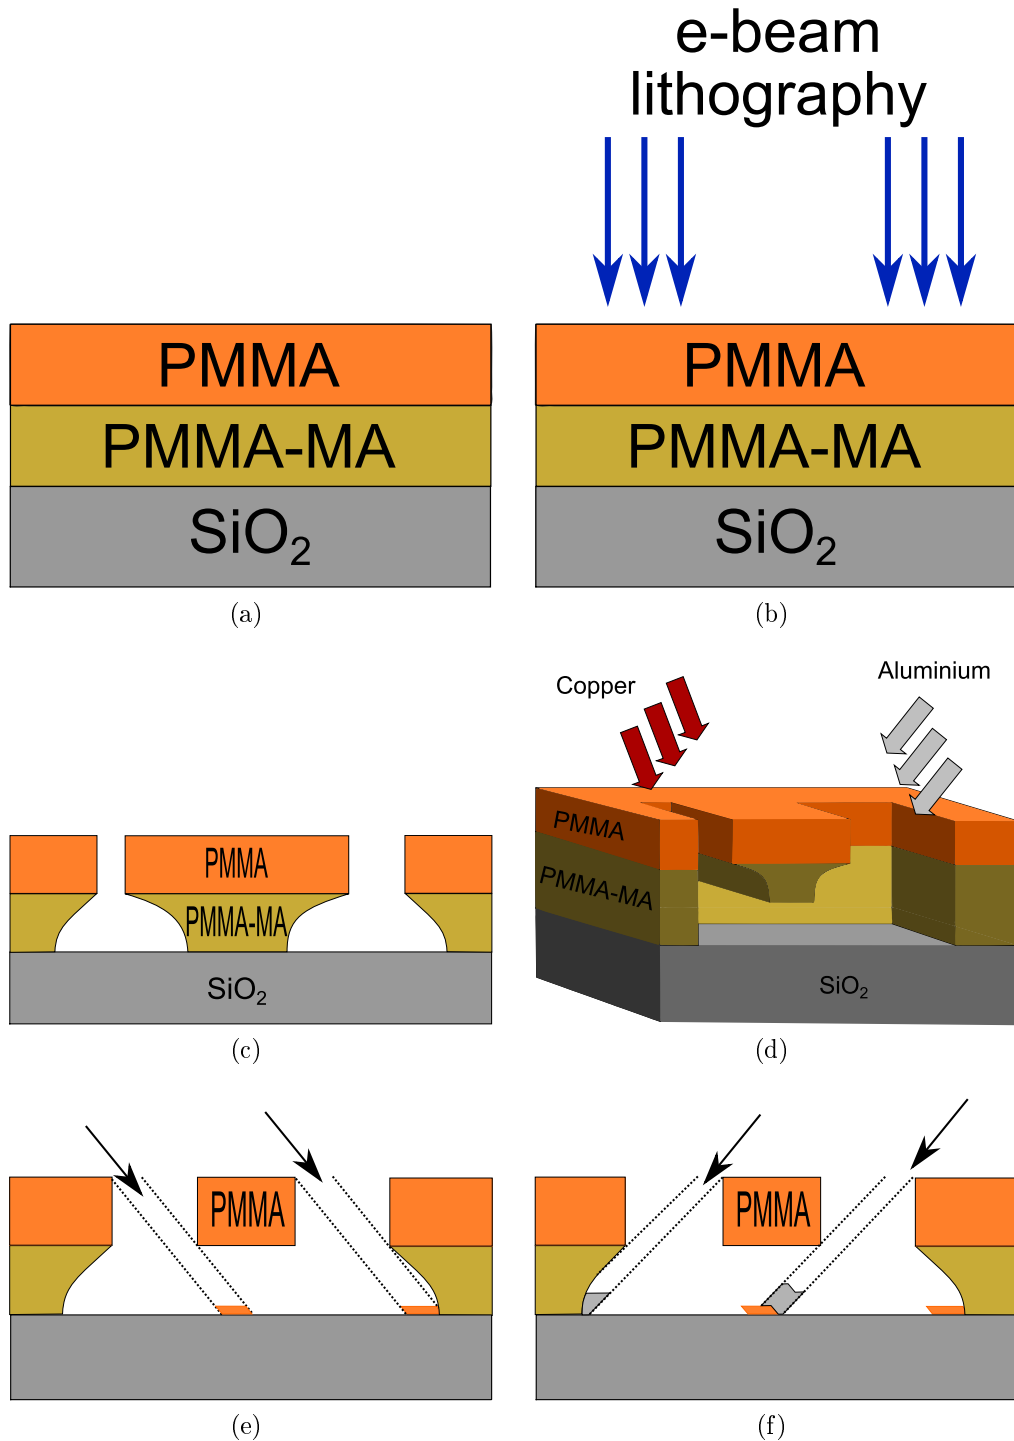 e-beam
lithography
PMMA
PMMA-MA
SiO₂
(a)
PMMA
PMMA-MA
SiO₂
(b)
PMMA
PMMA-MA
SiO₂
(c)
Copper
Aluminium
PMMA
PMMA-MA
SiO₂
(d)
PMMA
(e)
PMMA
(f)